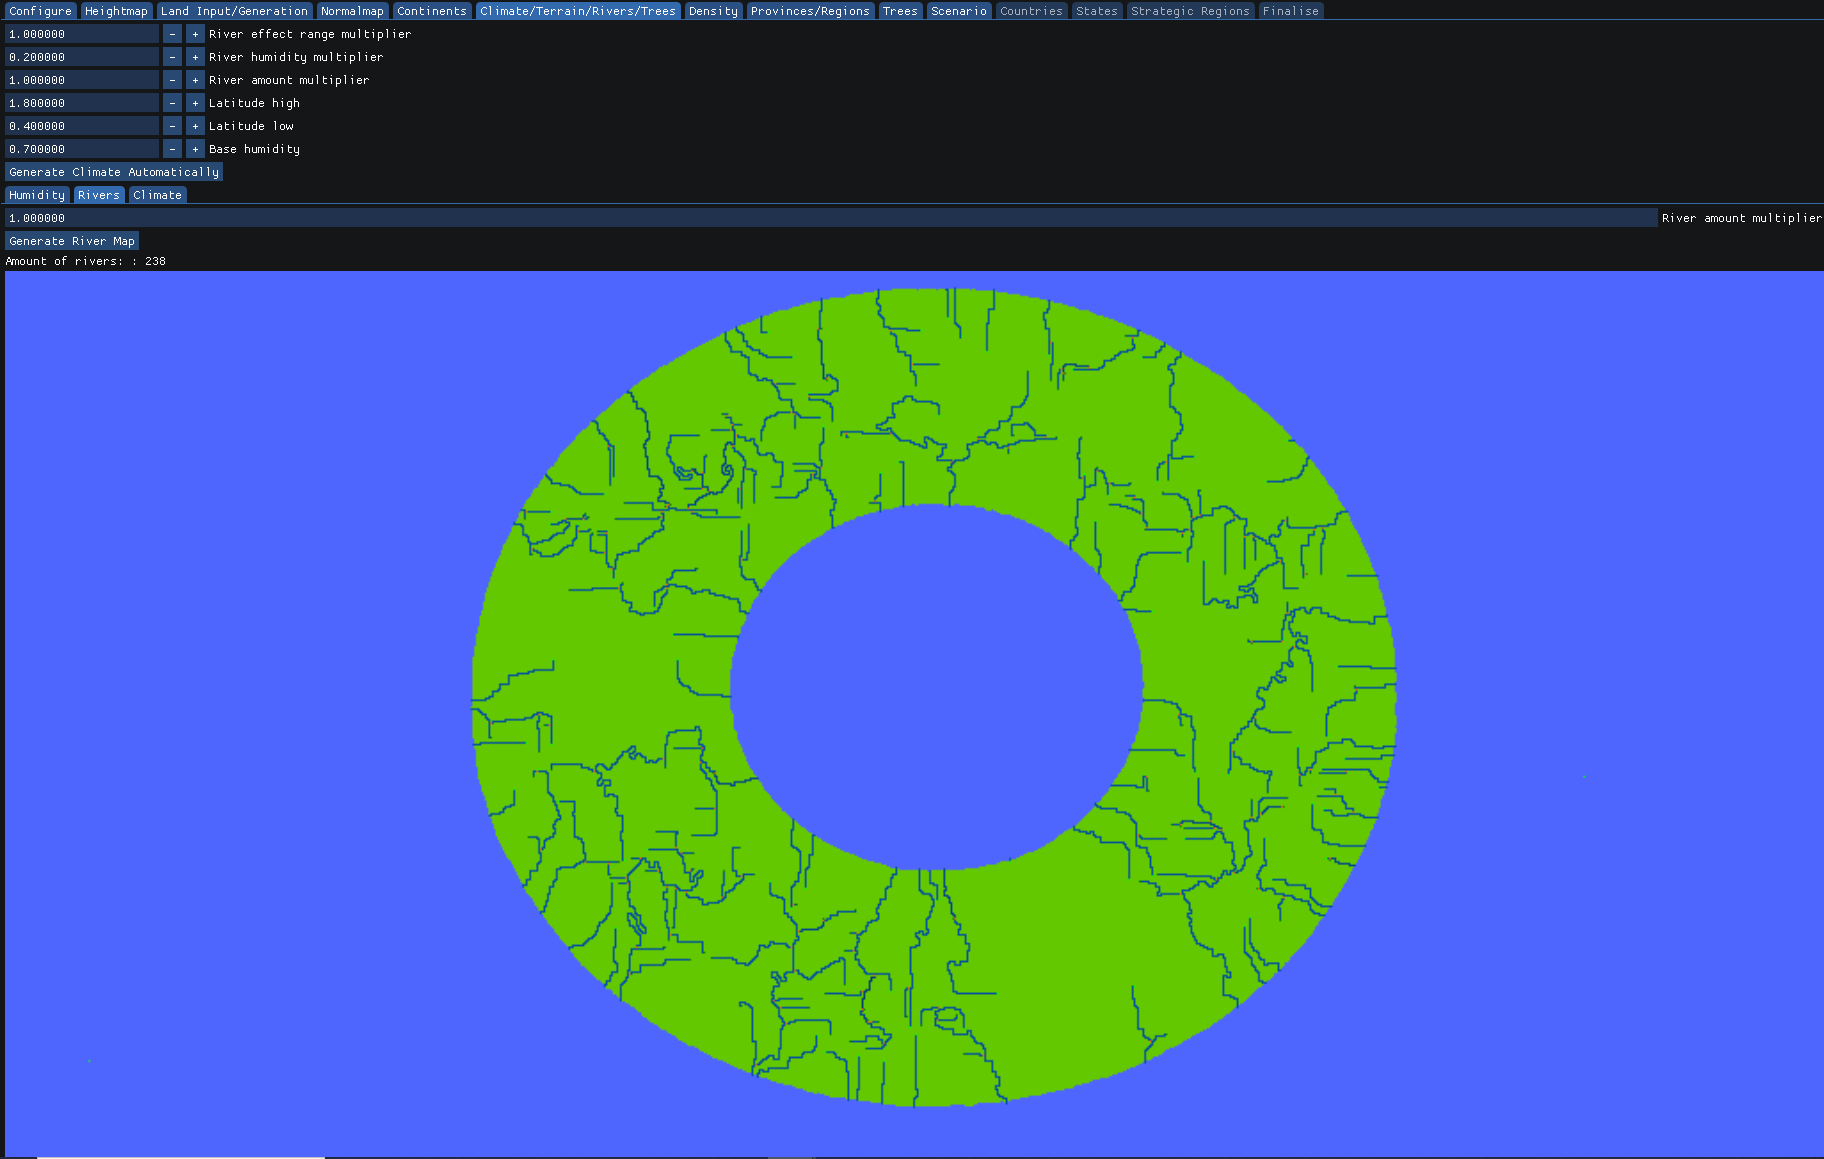 Configure Heightmap Land Input/Generation Normalmap Continents Climate/Terrain/Rivers/Trees Density Provinces/Regions Trees Scenario Countries States Strategic Regions Finalise
1.000000 - + River effect range multiplier
0.200000 - + River humidity multiplier
1.000000 - + River amount multiplier
1.800000 - + Latitude high
0.400000 - + Latitude low
0.700000 - + Base humidity
Generate Climate Automatically
Humidity Rivers Climate
1.000000 River amount multiplier
Generate River Map
Amount of rivers: : 238